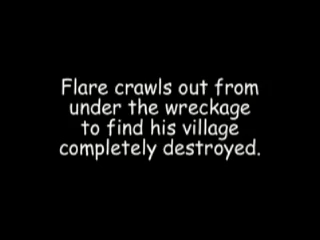 Flare crawls out from
under the wreckage
to find his village
completely destroyed.